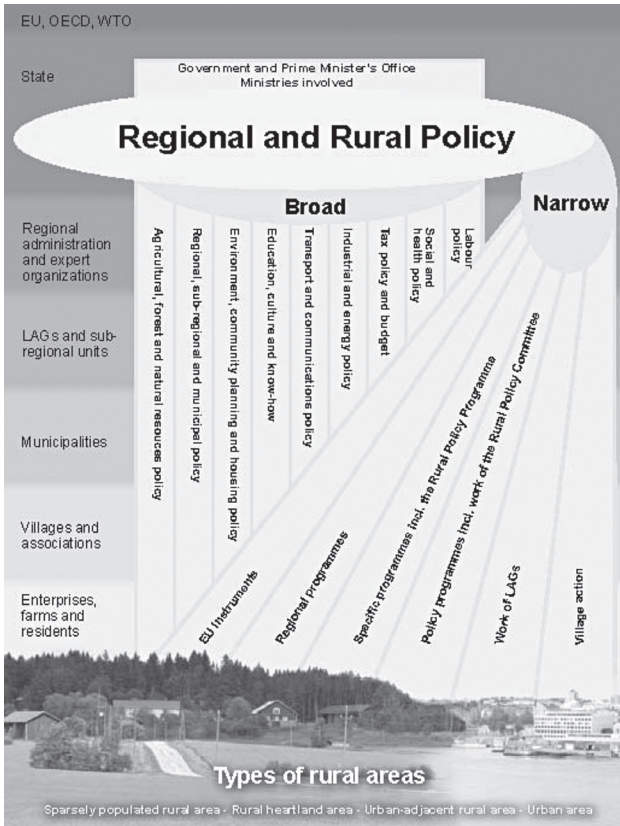 EU, OECD, WTO
State
Government and Prime Minister's Office
Ministries involved
Regional and Rural Policy
Broad
Narrow
Regional
administration
and expert
organizations
LAGs and sub-
regional units
Municipalities
Villages and
associations
Enterprises,
farms and
residents
Agricultural, forest and natural resouces policy
Regional, sub-regional and municipal policy
Environment, community planning and housing policy
Education, culture and know-how
Transport and communications policy
Industrial and energy policy
Tax policy and budget
Social and
health policy
Labour
policy
EU Instruments
Regional programmes
Specific programmes incl. the Rural Policy Programme
Policy programmes incl. work of the Rural Policy Committee
Work of LAGs
Village action
Types of rural areas
Sparsely populated rural area - Rural heartland area - Urban-adjacent rural area - Urban area